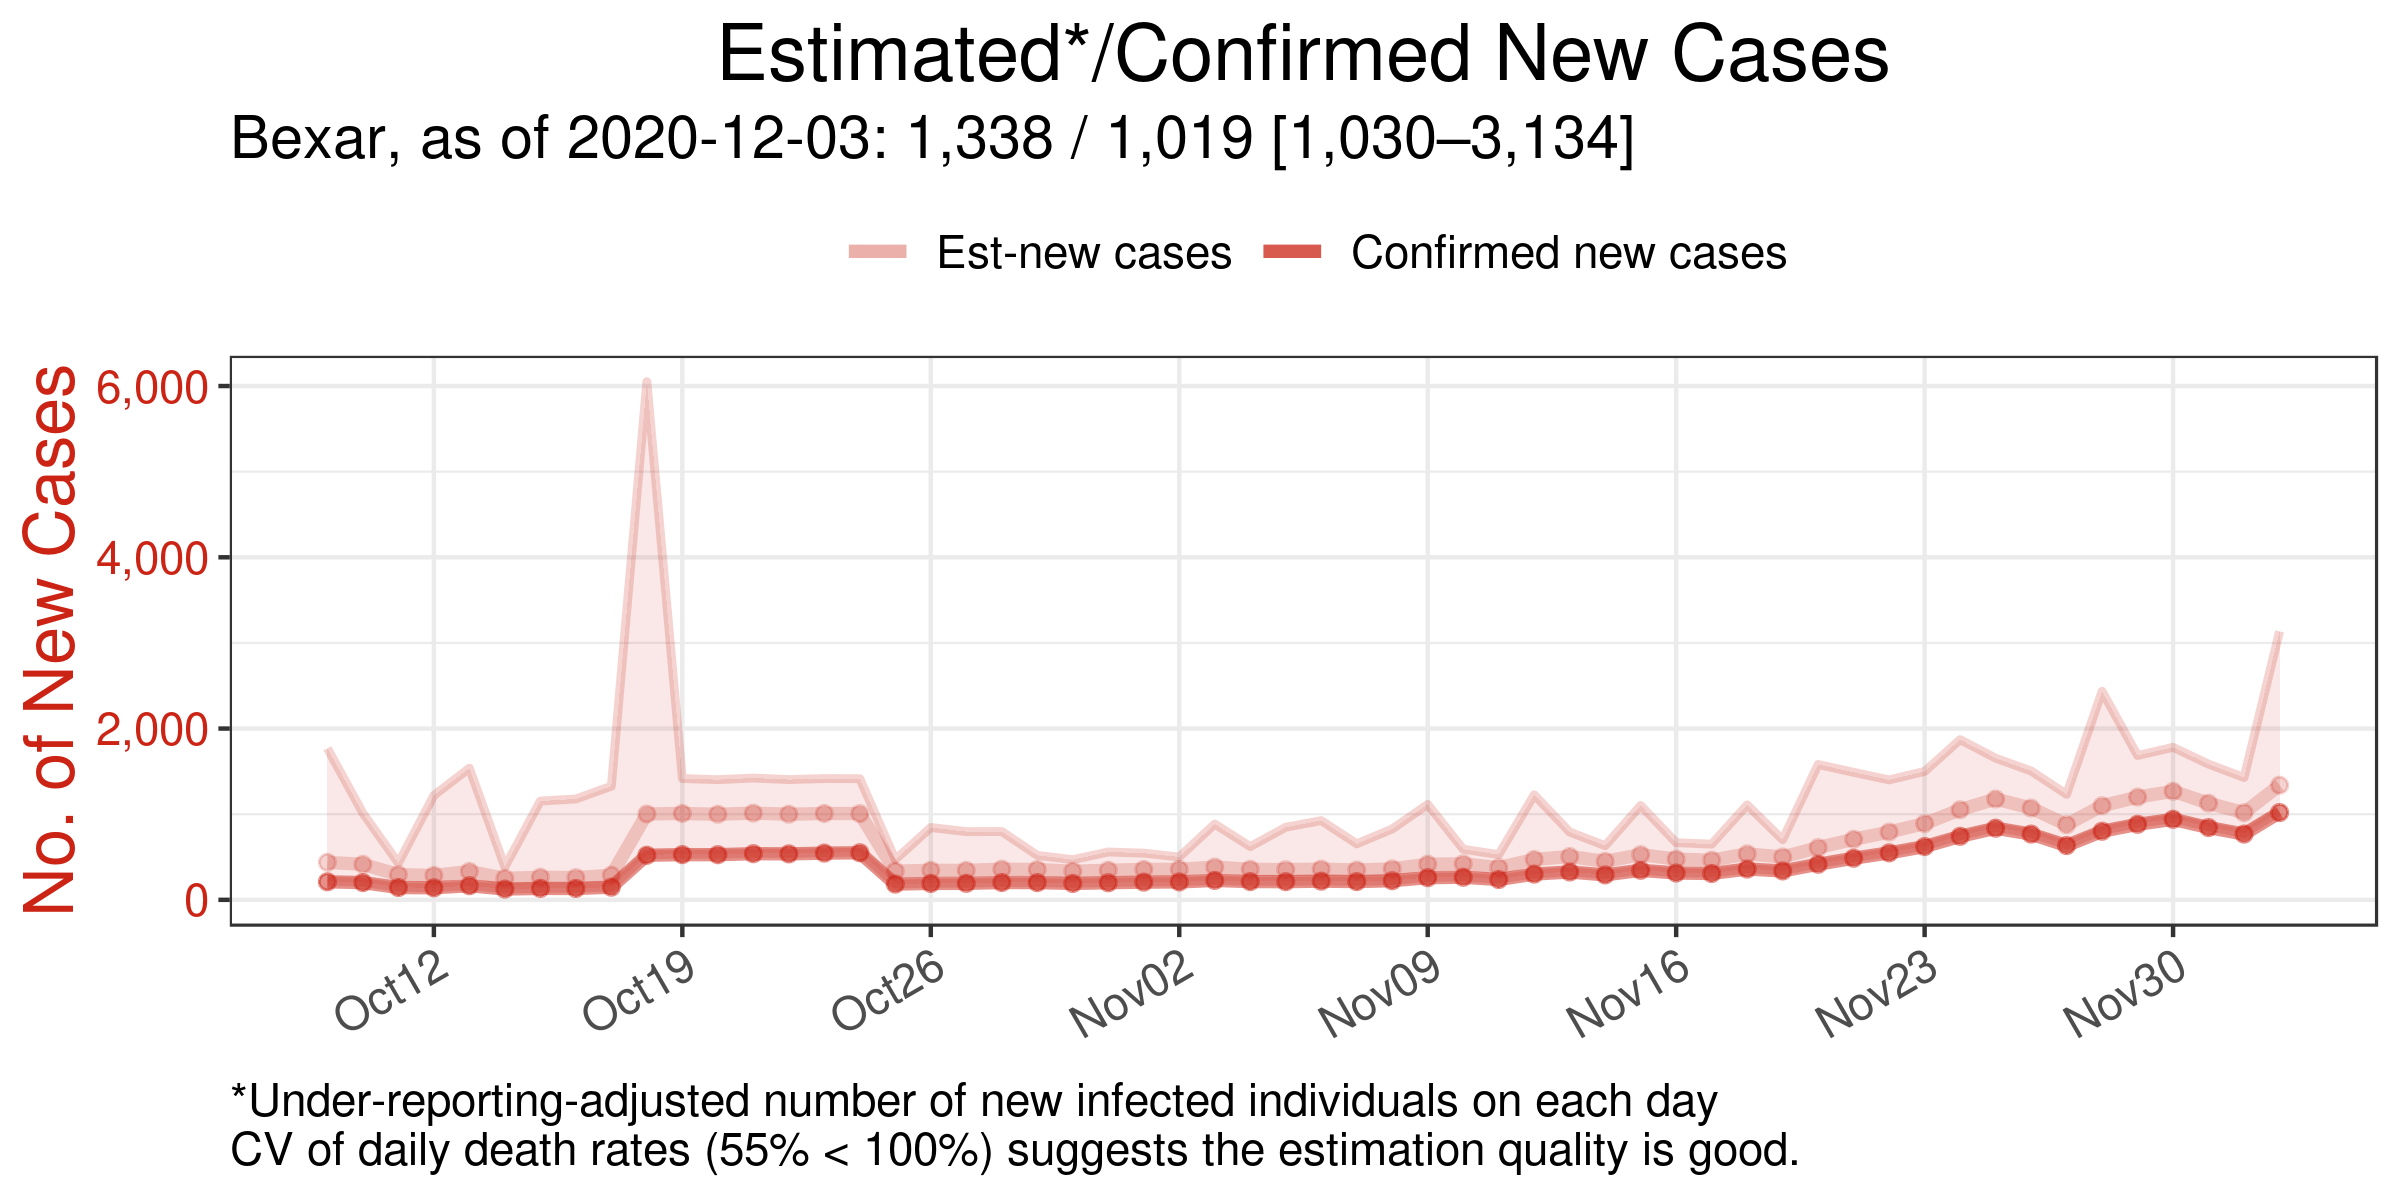 Estimated*/Confirmed New Cases
Bexar, as of 2020-12-03: 1,338 / 1,019 [1,030–3,134]
Est-new cases
Confirmed new cases
No. of New Cases
6,000
4,000
2,000
0
Oct12
Oct19
Oct26
Nov02
Nov09
Nov16
Nov23
Nov30
*Under-reporting-adjusted number of new infected individuals on each day
CV of daily death rates (55% < 100%) suggests the estimation quality is good.